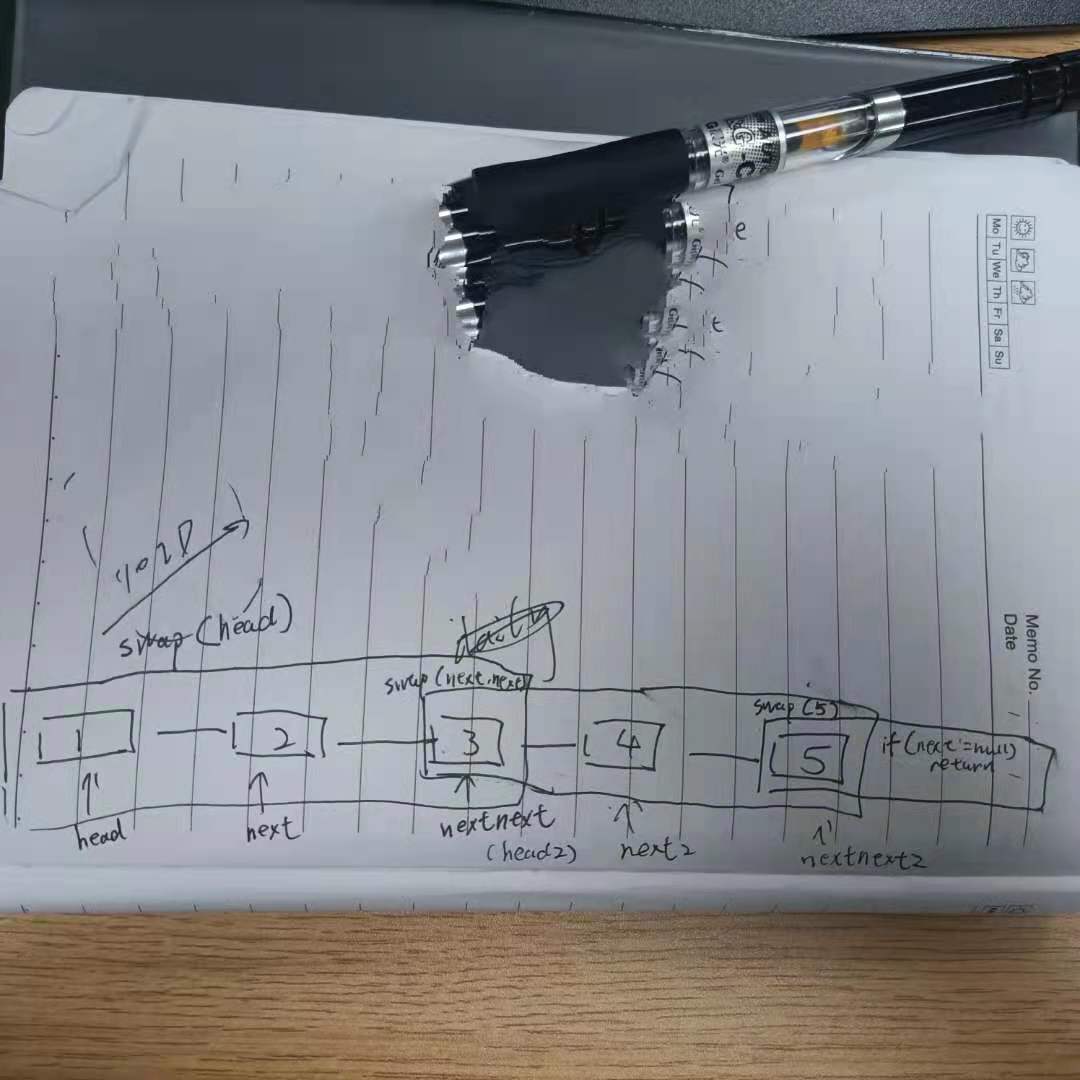 Mo Tu We Th Fr Sa Su
Memo No.
Date
swap(head)
swap(next.next)
swap(5)
1
2
3
4
5
if(next!=null)
return
head
next
nextnext
(head2)
next2
nextnext2